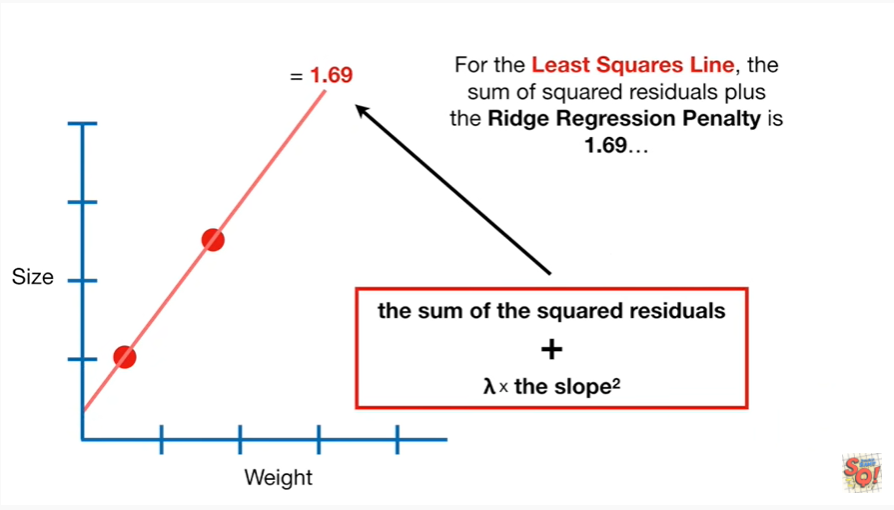 = 1.69
For the Least Squares Line, the
sum of squared residuals plus
the Ridge Regression Penalty is
1.69…
Size
the sum of the squared residuals
+
λ x the slope²
Weight
SQ!